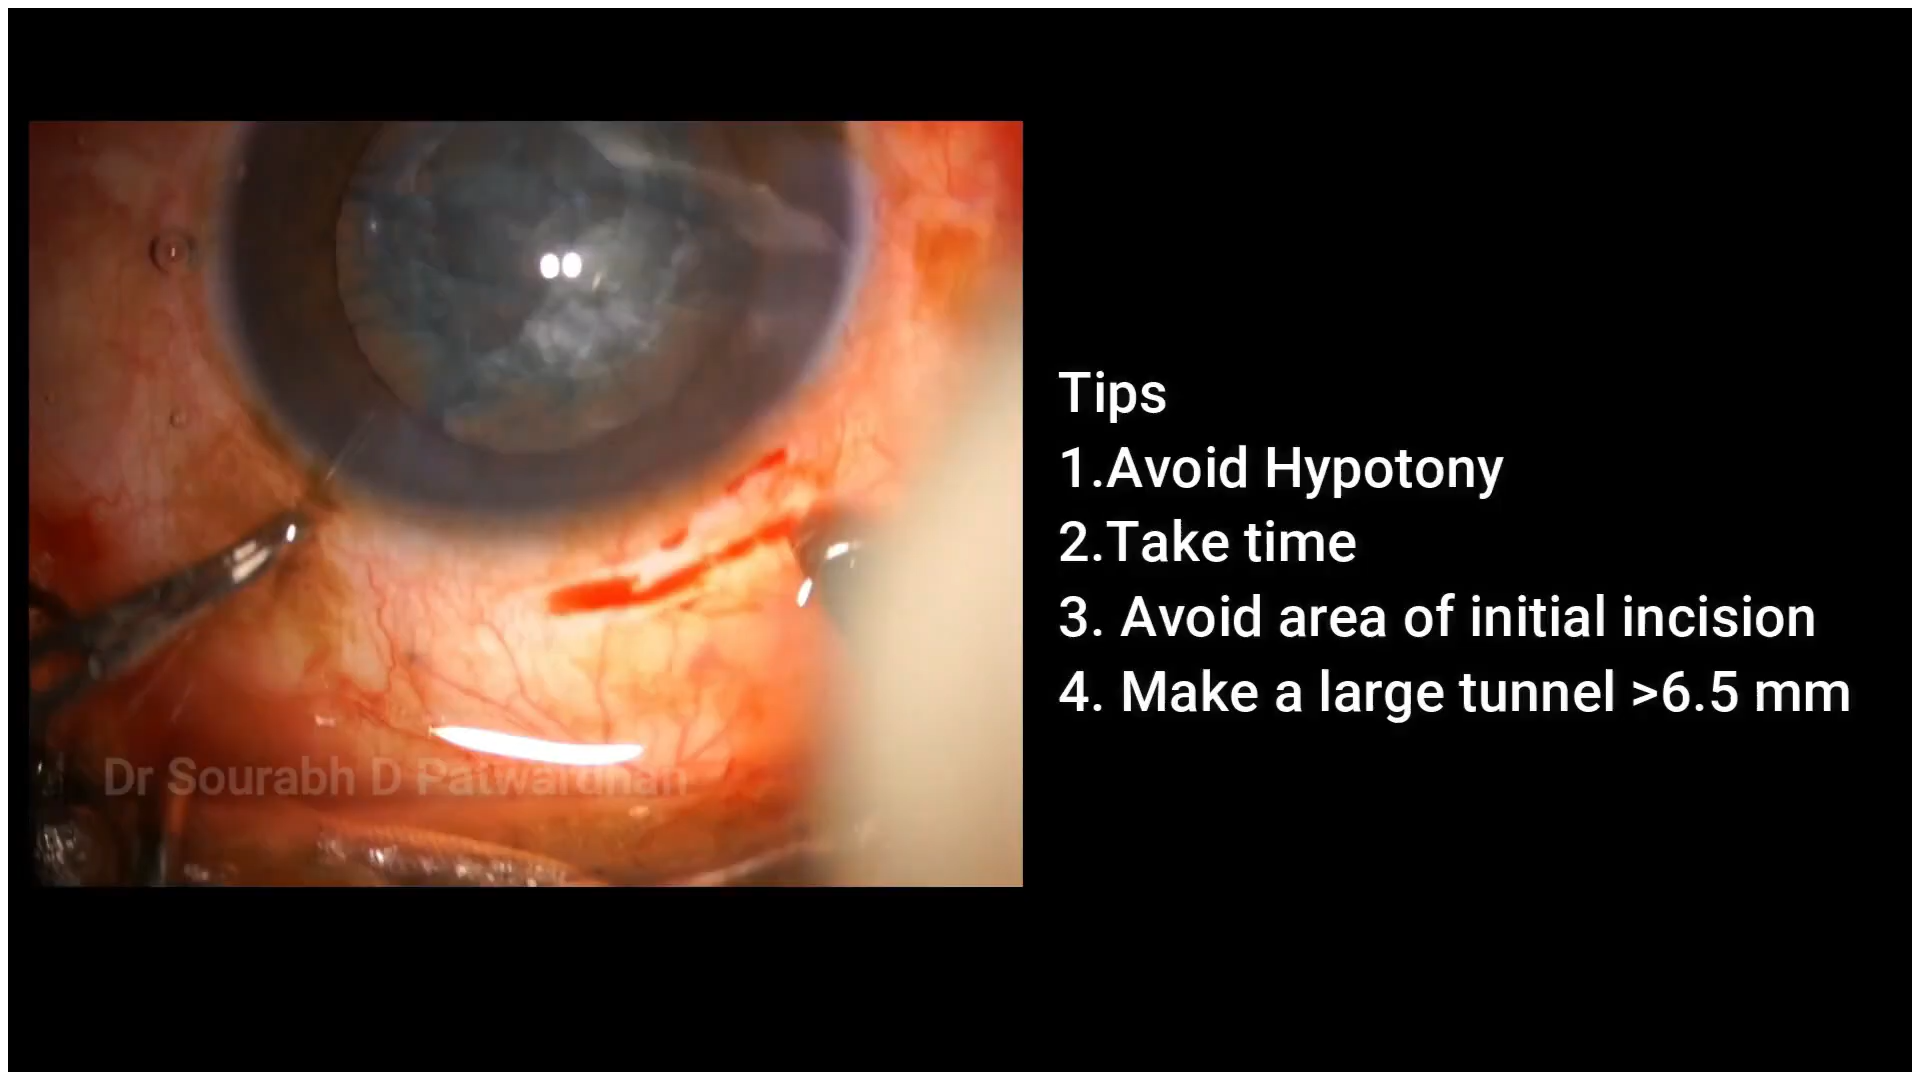 Tips
1.Avoid Hypotony
2.Take time
3. Avoid area of initial incision
4. Make a large tunnel >6.5 mm
Dr Sourabh D Patwardhan